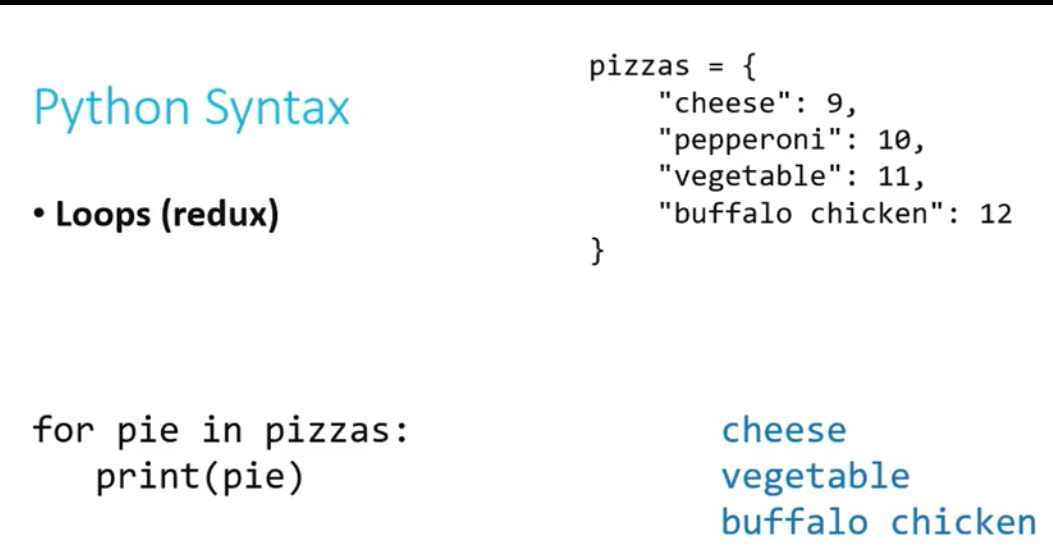 Python Syntax
• Loops (redux)
pizzas = {
    "cheese": 9,
    "pepperoni": 10,
    "vegetable": 11,
    "buffalo chicken": 12
}
for pie in pizzas:
   print(pie)
cheese
vegetable
buffalo chicken